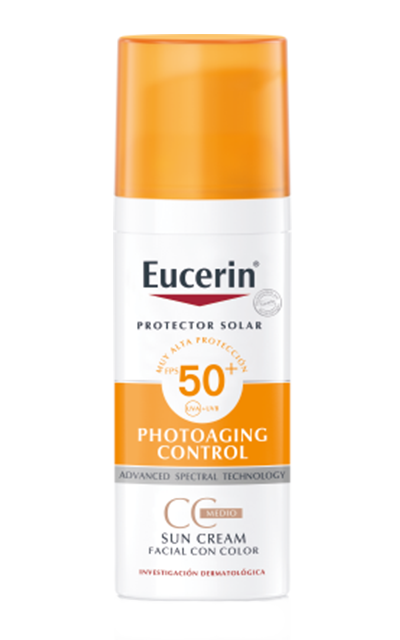 Eucerin®
PROTECTOR SOLAR
MUY ALTA PROTECCIÓN
FPS 50+
UVA+UVB
PHOTOAGING
CONTROL
ADVANCED SPECTRAL TECHNOLOGY
CC MEDIO
SUN CREAM
FACIAL CON COLOR
INVESTIGACIÓN DERMATOLÓGICA